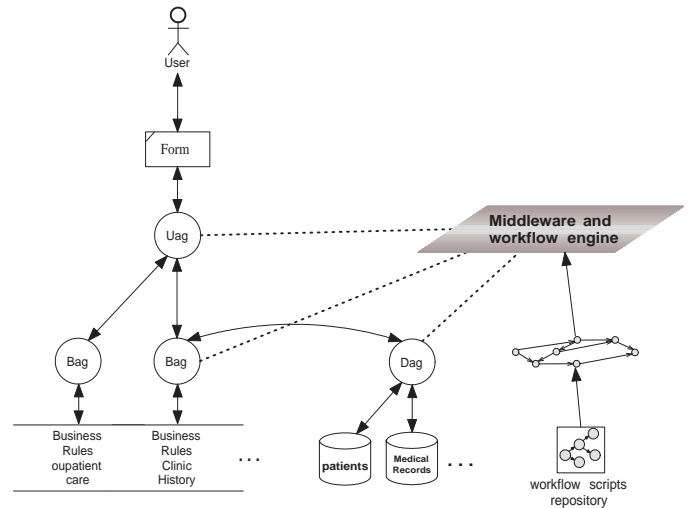 User
Form
Uag
Middleware and
workflow engine
Bag
Bag
Dag
Business
Rules
oupatient
care
Business
Rules
Clinic
History
...
patients
Medical
Records
...
workflow scripts
repository